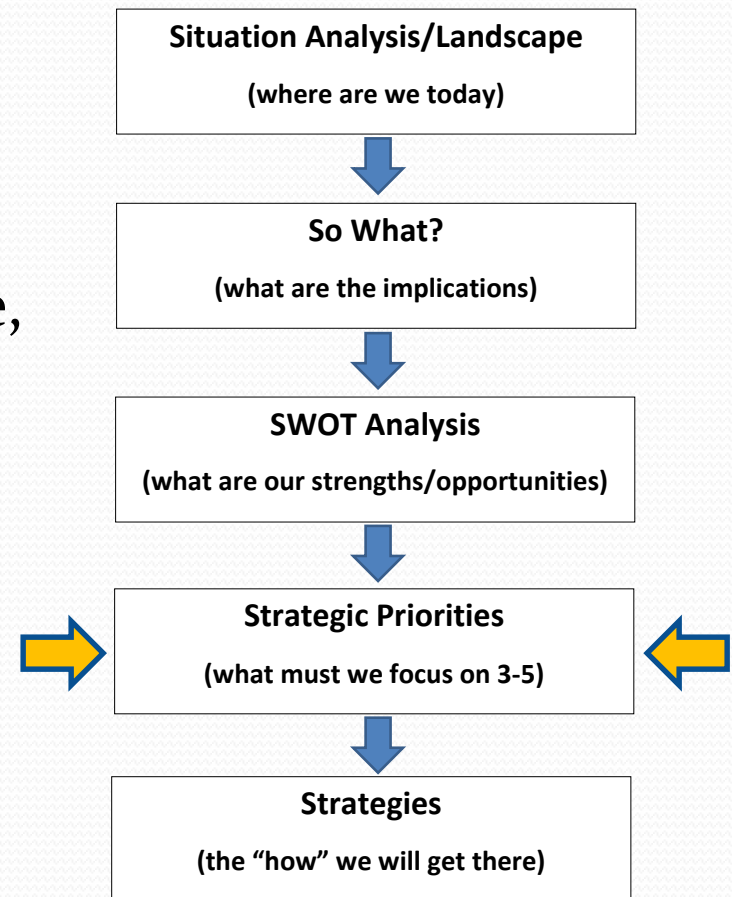 Situation Analysis/Landscape
(where are we today)
So What?
(what are the implications)
SWOT Analysis
(what are our strengths/opportunities)
Strategic Priorities
(what must we focus on 3-5)
Strategies
(the “how” we will get there)